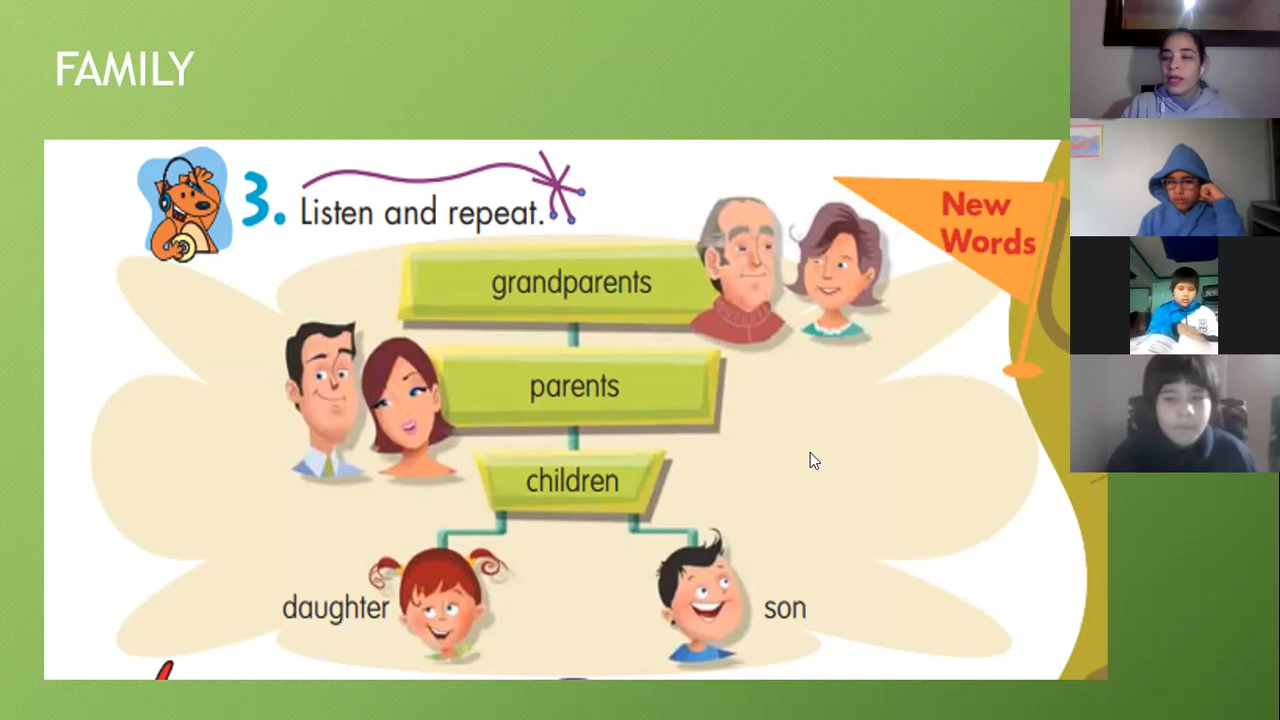 FAMILY
3. Listen and repeat.
New
Words
grandparents
parents
children
daughter
son